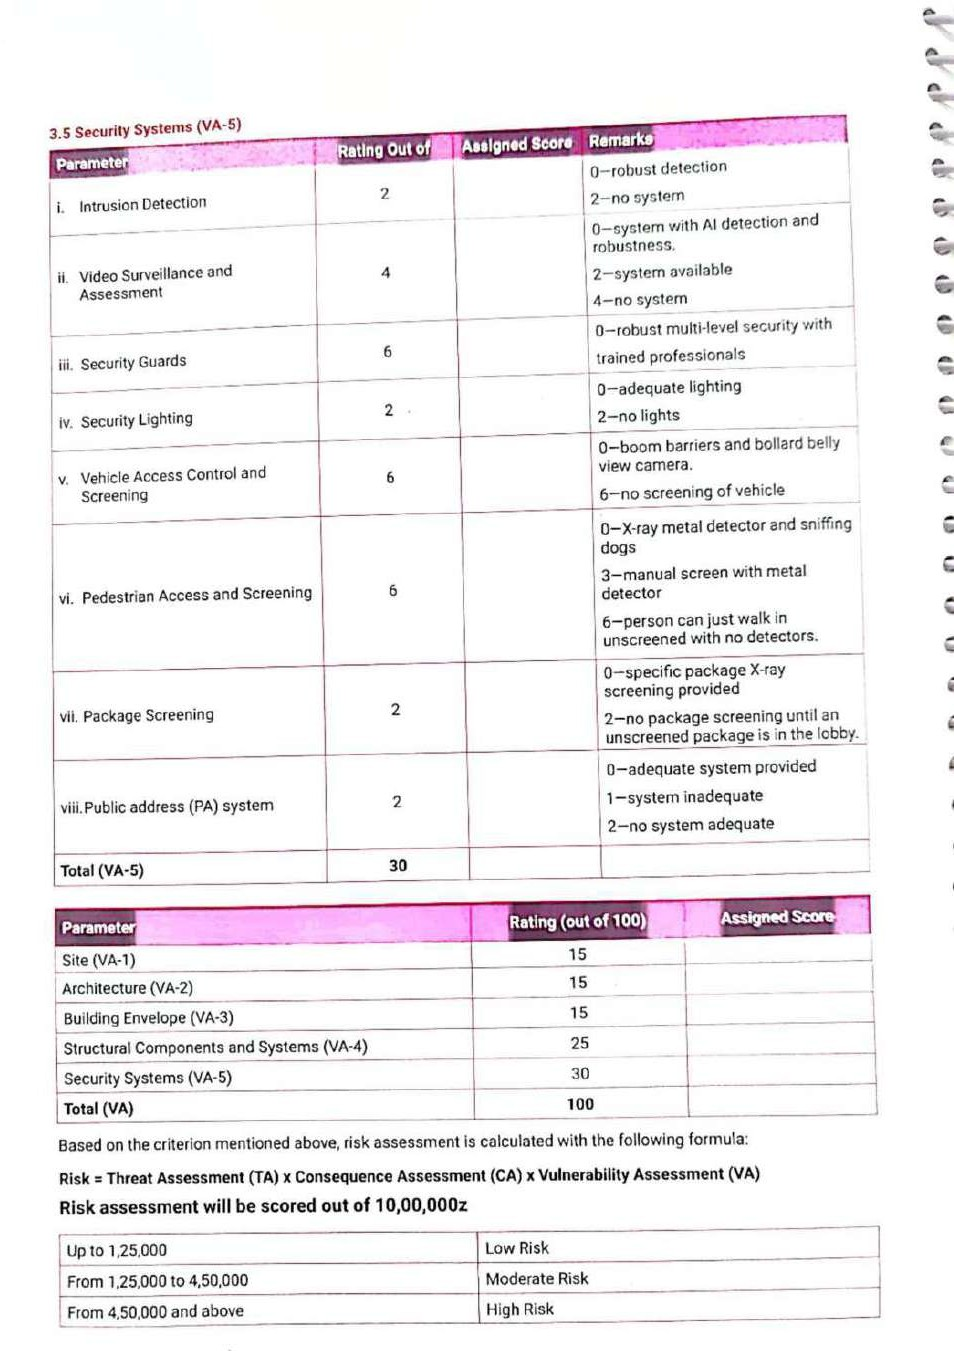 3.5 Security Systems (VA-5)
Parameter Rating Out of Assigned Score Remarks
i. Intrusion Detection 2 0–robust detection
2–no system
ii. Video Surveillance and Assessment 4 0–system with AI detection and
robustness.
2–system available
4–no system
iii. Security Guards 6 0–robust multi-level security with
trained professionals
iv. Security Lighting 2 0–adequate lighting
2–no lights
v. Vehicle Access Control and Screening 6 0–boom barriers and bollard belly
view camera.
6–no screening of vehicle
vi. Pedestrian Access and Screening 6 0–X-ray metal detector and sniffing
dogs
3–manual screen with metal
detector
6–person can just walk in
unscreened with no detectors.
vii. Package Screening 2 0–specific package X-ray
screening provided
2–no package screening until an
unscreened package is in the lobby.
viii. Public address (PA) system 2 0–adequate system provided
1–system inadequate
2–no system adequate
Total (VA-5) 30
Parameter Rating (out of 100) Assigned Score
Site (VA-1) 15
Architecture (VA-2) 15
Building Envelope (VA-3) 15
Structural Components and Systems (VA-4) 25
Security Systems (VA-5) 30
Total (VA) 100
Based on the criterion mentioned above, risk assessment is calculated with the following formula:
Risk = Threat Assessment (TA) x Consequence Assessment (CA) x Vulnerability Assessment (VA)
Risk assessment will be scored out of 10,00,000z
Up to 1,25,000 Low Risk
From 1,25,000 to 4,50,000 Moderate Risk
From 4,50,000 and above High Risk